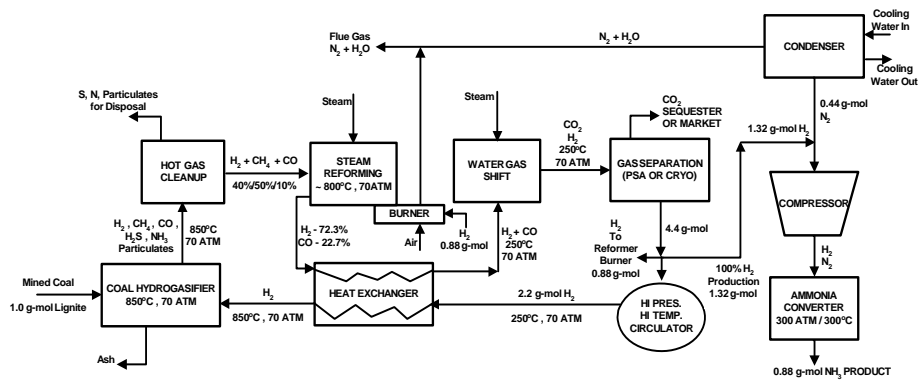 Flue Gas
N2 + H2O
N2 + H2O
CONDENSER
Cooling
Water In
Cooling
Water Out
S, N, Particulates
for Disposal
Steam
Steam
CO2
SEQUESTER
OR MARKET
0.44 g-mol
N2
1.32 g-mol H2
HOT GAS
CLEANUP
H2 + CH4 + CO
40%/50%/10%
STEAM
REFORMING
~ 800°C , 70ATM
WATER GAS
SHIFT
CO2
H2
250°C
70 ATM
GAS SEPARATION
(PSA OR CRYO)
COMPRESSOR
BURNER
H2 , CH4 , CO ,
H2S , NH3
Particulates
850°C
70 ATM
H2 - 72.3%
CO - 22.7%
Air
H2
0.88 g-mol
H2 + CO
250°C
70 ATM
H2
To
Reformer
Burner
0.88 g-mol
4.4 g-mol
100% H2
Production
1.32 g-mol
H2
N2
Mined Coal
1.0 g-mol Lignite
COAL HYDROGASIFIER
850°C , 70 ATM
H2
850°C , 70 ATM
HEAT EXCHANGER
2.2 g-mol H2
250°C , 70 ATM
HI PRES.
HI TEMP.
CIRCULATOR
AMMONIA
CONVERTER
300 ATM / 300°C
Ash
0.88 g-mol NH3 PRODUCT